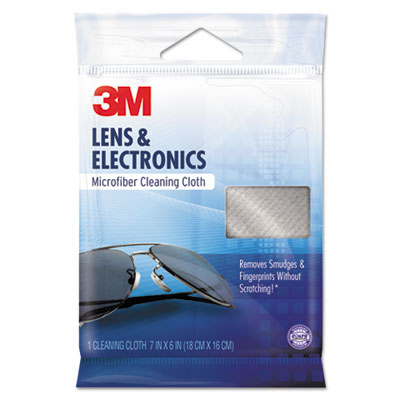 3M
LENS &
ELECTRONICS
Microfiber Cleaning Cloth
Removes Smudges &
Fingerprints Without
Scratching!*
1 CLEANING CLOTH 7 IN X 6 IN (18 CM X 16 CM)